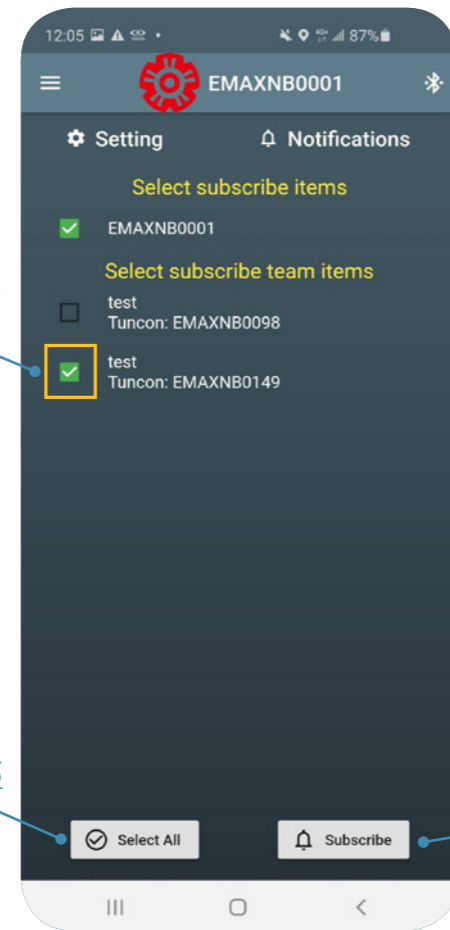 12:05
87%
EMAXNB0001
Setting
Notifications
Select subscribe items
EMAXNB0001
Select subscribe team items
test
Tuncon: EMAXNB0098
test
Tuncon: EMAXNB0149
Select All
Subscribe